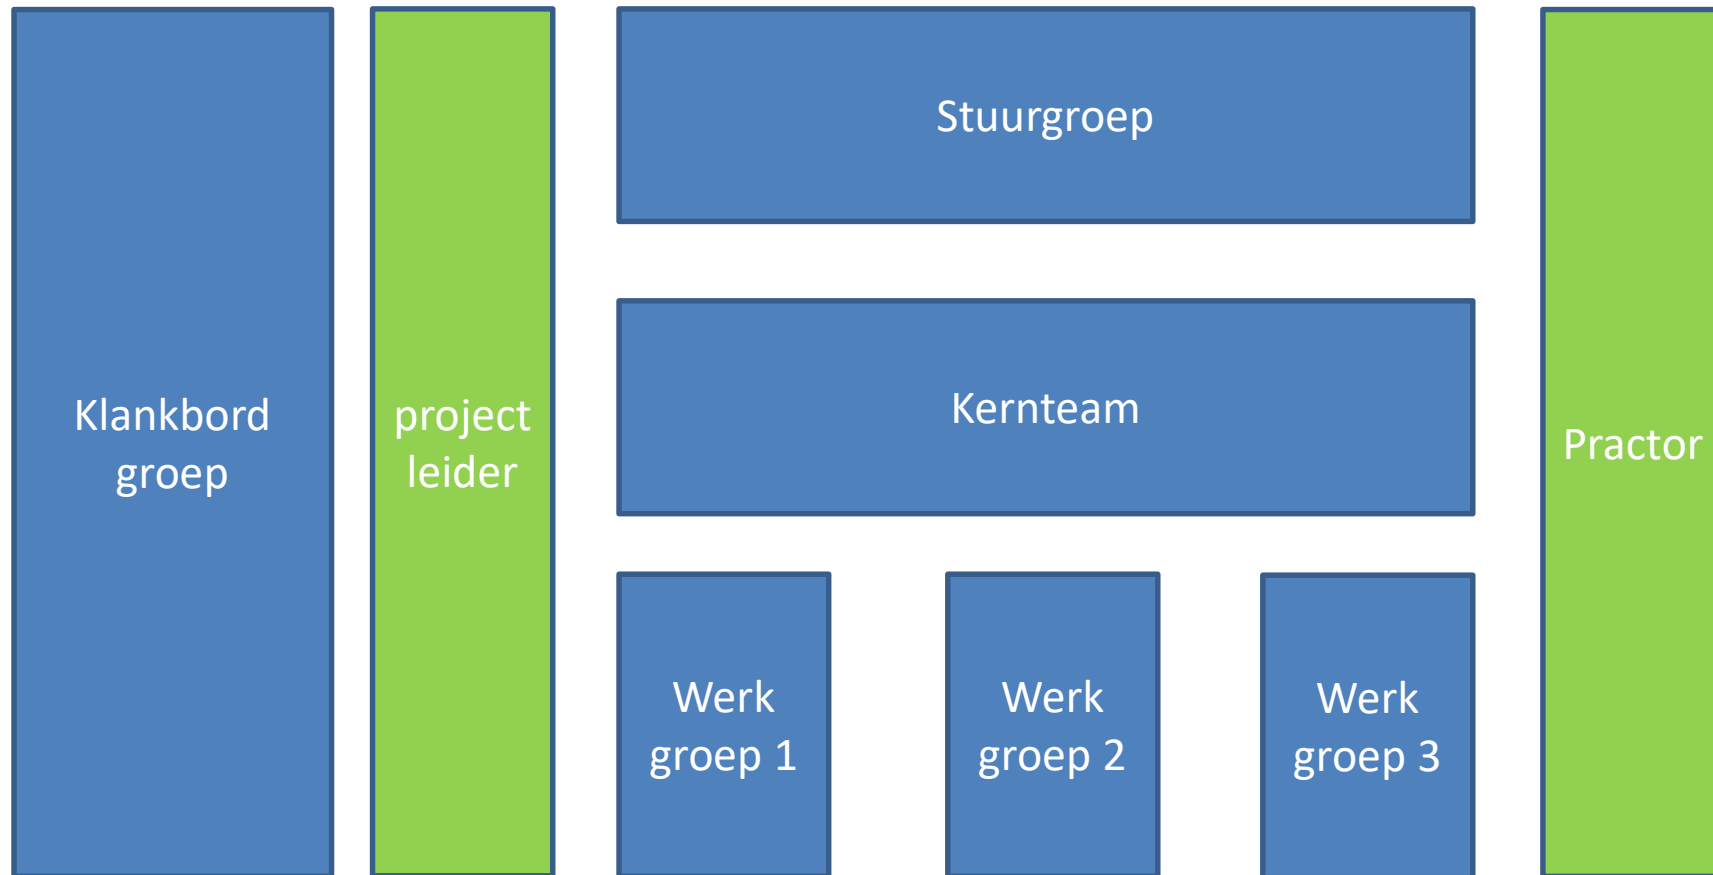 Klankbord
groep
project
leider
Stuurgroep
Kernteam
Werk
groep 1
Werk
groep 2
Werk
groep 3
Practor